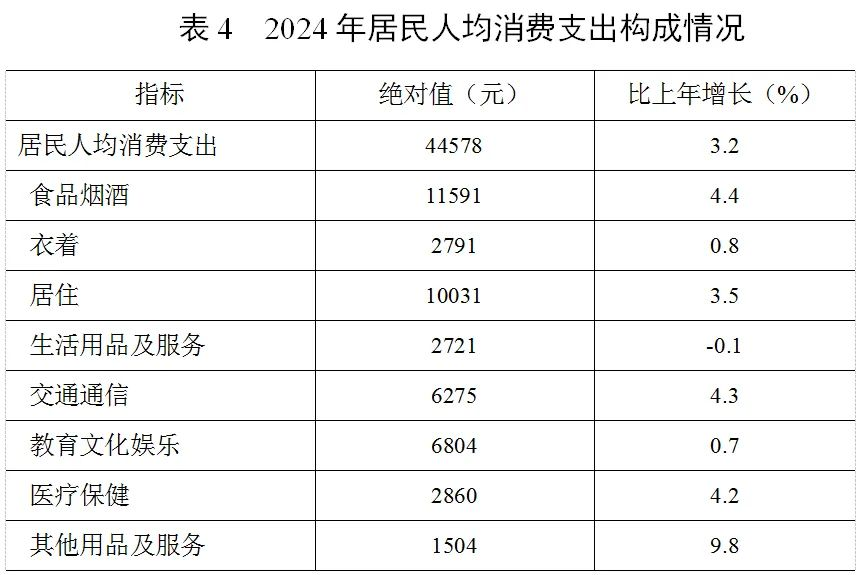 表 4 2024 年居民人均消费支出构成情况
指标 绝对值（元） 比上年增长（%）
居民人均消费支出 44578 3.2
食品烟酒 11591 4.4
衣着 2791 0.8
居住 10031 3.5
生活用品及服务 2721 -0.1
交通通信 6275 4.3
教育文化娱乐 6804 0.7
医疗保健 2860 4.2
其他用品及服务 1504 9.8